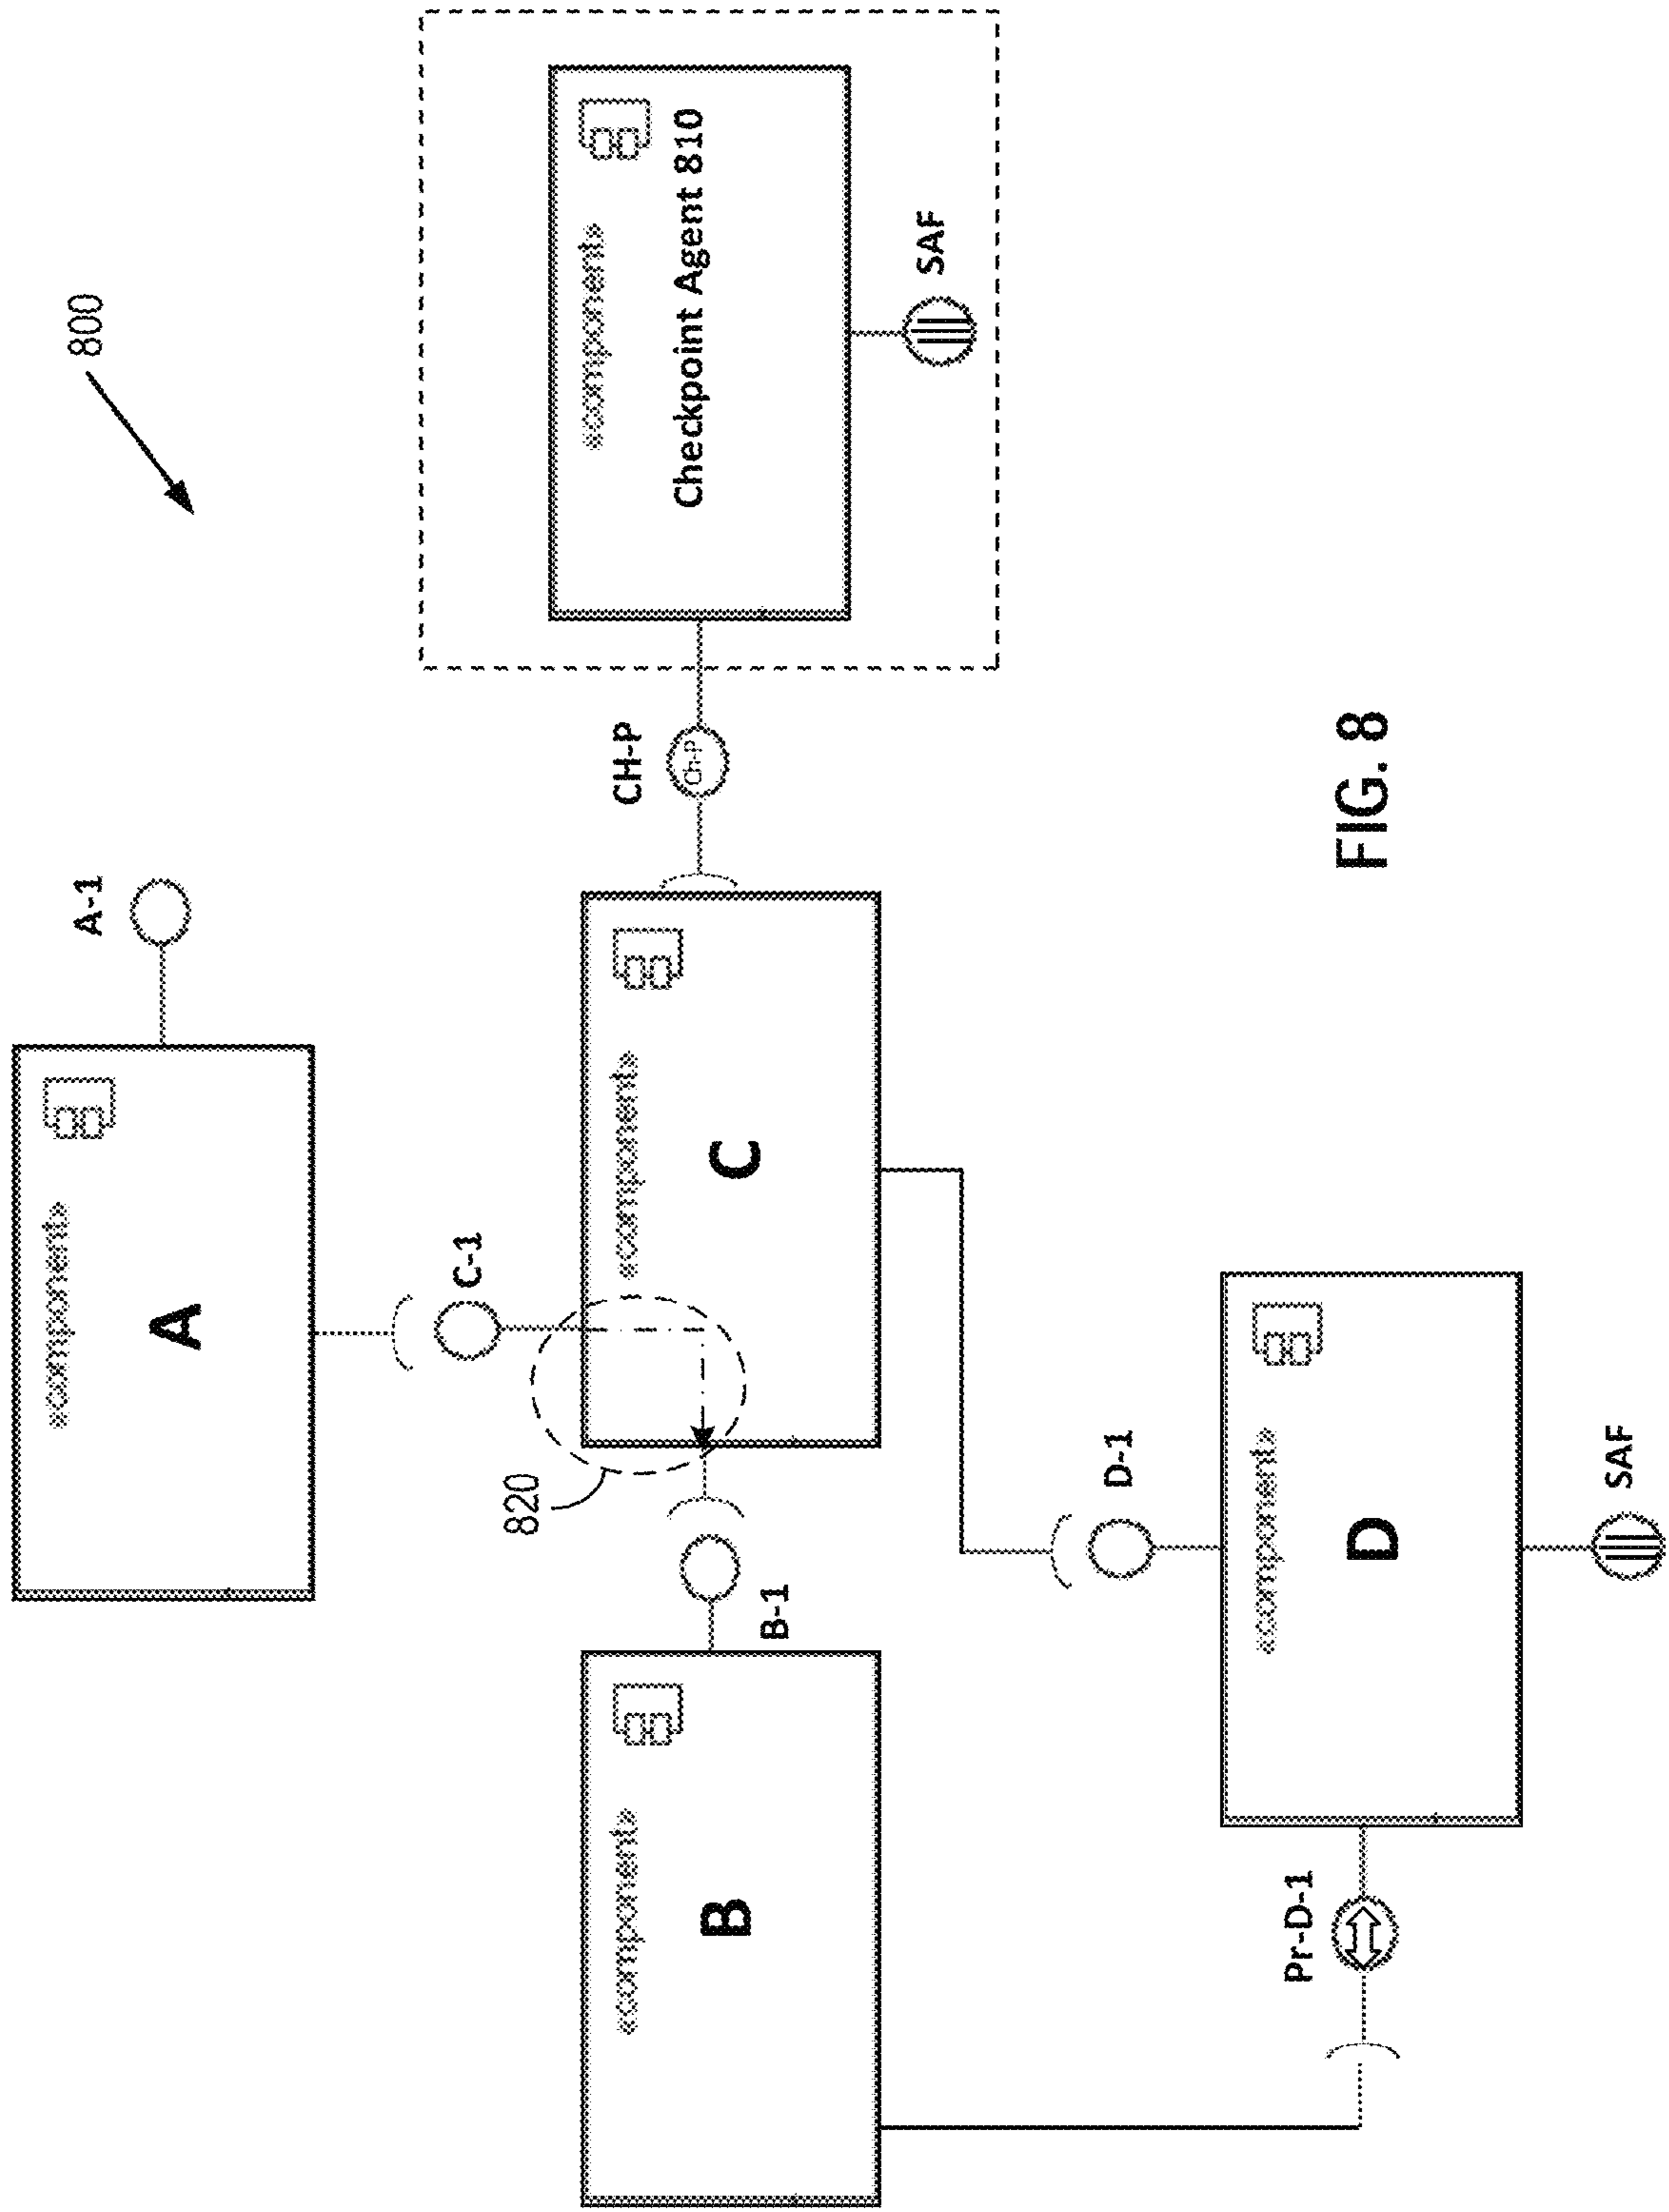 «component»
800
A-1
A
C-1
820
«component»
«component»
«component»
CH-P
Checkpoint Agent 810
Ch-p
B
C
B-1
SAF
D-1
«component»
Pr-D-1
D
SAF
FIG. 8